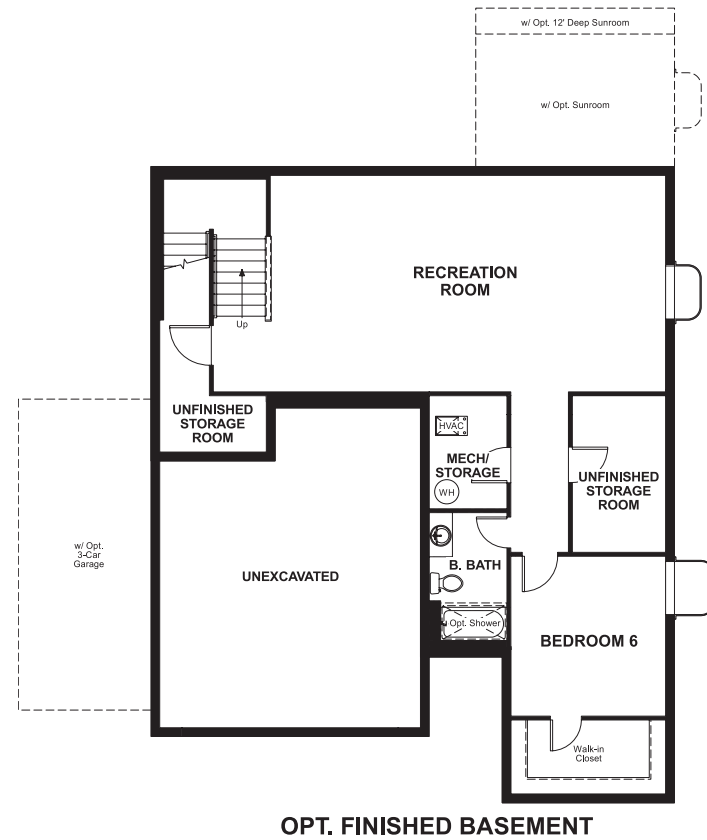 w/ Opt. 12' Deep Sunroom
w/ Opt. Sunroom
RECREATION
ROOM
Up
UNFINISHED
STORAGE
ROOM
HVAC
MECH/
STORAGE
WH
UNFINISHED
STORAGE
ROOM
w/ Opt.
3-Car
Garage
UNEXCAVATED
B. BATH
Opt. Shower
BEDROOM 6
Walk-in
Closet
OPT. FINISHED BASEMENT